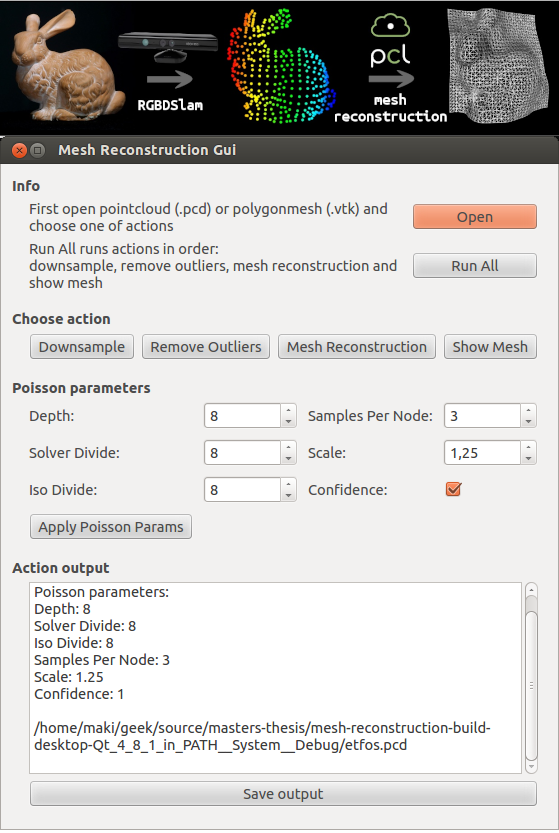 RGBDSlam
pcl
mesh
reconstruction
Mesh Reconstruction Gui
Info
First open pointcloud (.pcd) or polygonmesh (.vtk) and
choose one of actions
Open
Run All runs actions in order:
downsample, remove outliers, mesh reconstruction and
show mesh
Run All
Choose action
Downsample Remove Outliers Mesh Reconstruction Show Mesh
Poisson parameters
Depth: 8 Samples Per Node: 3
Solver Divide: 8 Scale: 1,25
Iso Divide: 8 Confidence:
Apply Poisson Params
Action output
Poisson parameters:
Depth: 8
Solver Divide: 8
Iso Divide: 8
Samples Per Node: 3
Scale: 1.25
Confidence: 1
/home/maki/geek/source/masters-thesis/mesh-reconstruction-build-
desktop-Qt_4_8_1_in_PATH__System__Debug/etfos.pcd
Save output